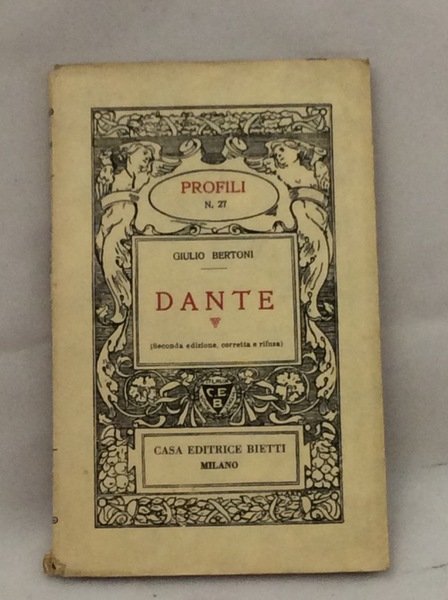 PROFILI
N. 27
GIULIO BERTONI
DANTE
(Seconda edizione, corretta e rifusa)
CEB
CASA EDITRICE BIETTI
MILANO